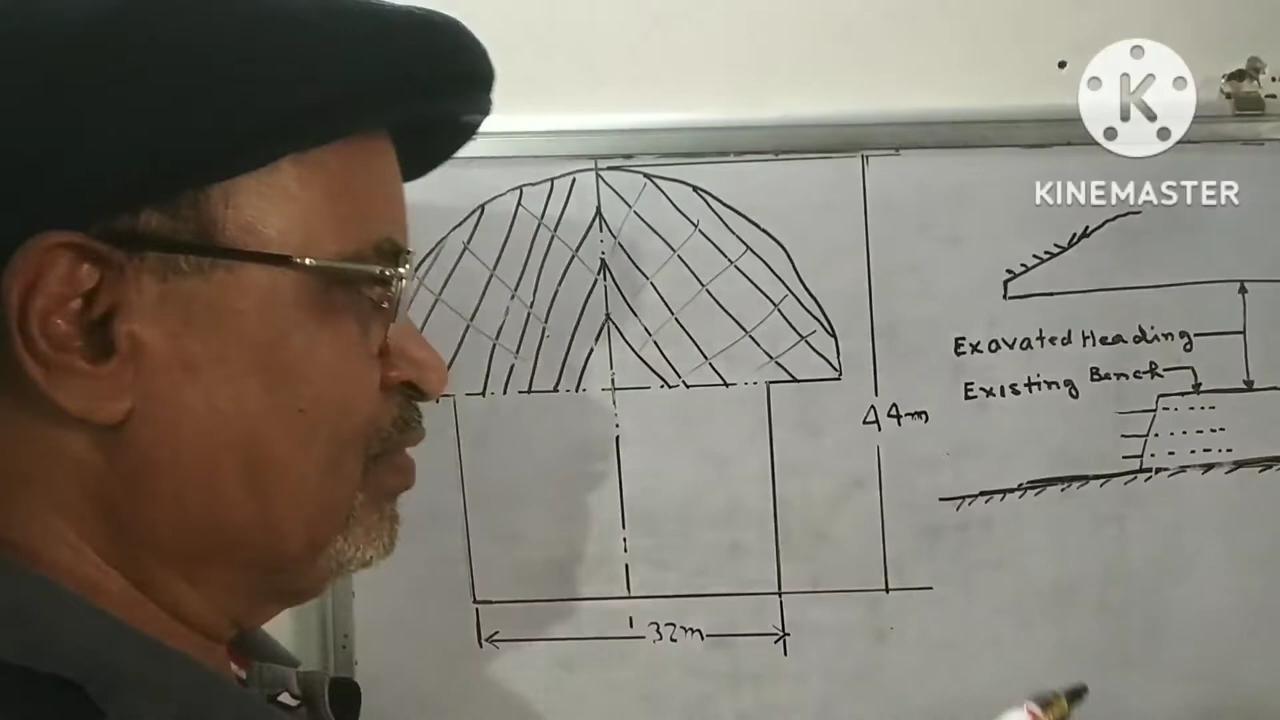 K
KINEMASTER
Exavated Heading
Existing Bench
44m
32m